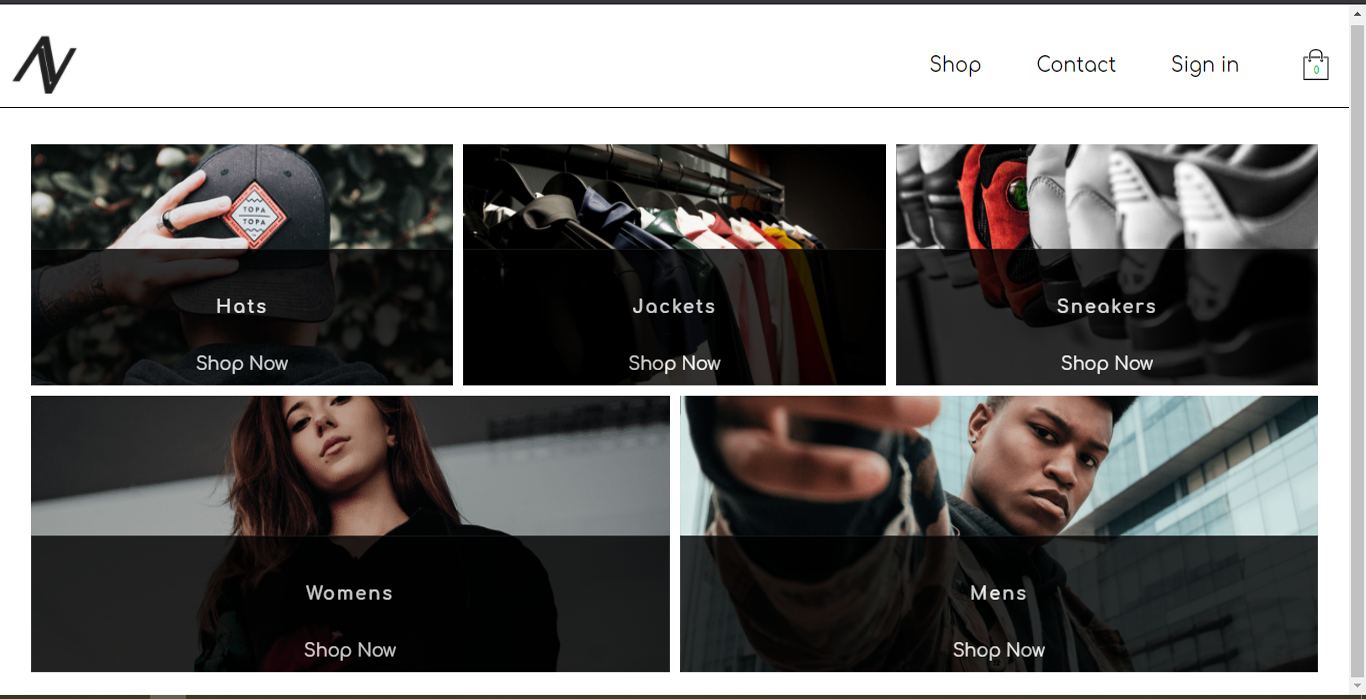 Shop Contact Sign in 0
TOPA
TOPA
Hats
Shop Now
Jackets
Shop Now
Sneakers
Shop Now
Womens
Shop Now
Mens
Shop Now